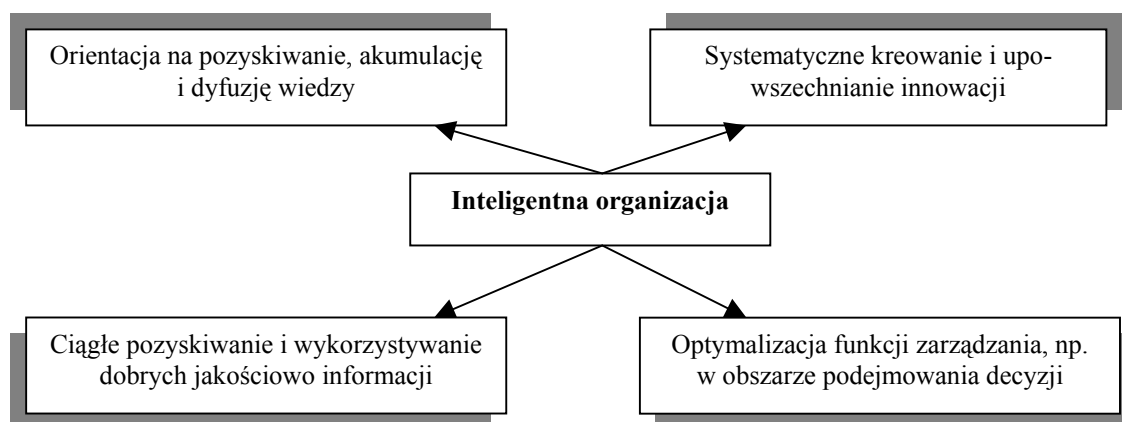 Orientacja na pozyskiwanie, akumulację
i dyfuzję wiedzy
Systematyczne kreowanie i upo-
wszechnianie innowacji
Inteligentna organizacja
Ciągłe pozyskiwanie i wykorzystywanie
dobrych jakościowo informacji
Optymalizacja funkcji zarządzania, np.
w obszarze podejmowania decyzji